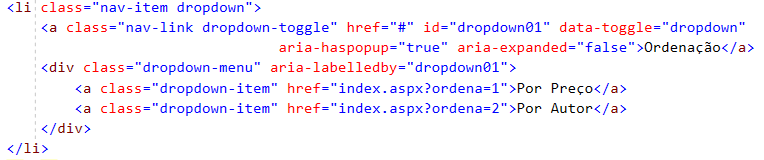 <li class="nav-item dropdown">
<a class="nav-link dropdown-toggle" href="#" id="dropdown01" data-toggle="dropdown"
aria-haspopup="true" aria-expanded="false">Ordenação</a>
<div class="dropdown-menu" aria-labelledby="dropdown01">
<a class="dropdown-item" href="index.aspx?ordena=1">Por Preço</a>
<a class="dropdown-item" href="index.aspx?ordena=2">Por Autor</a>
</div>
</li>